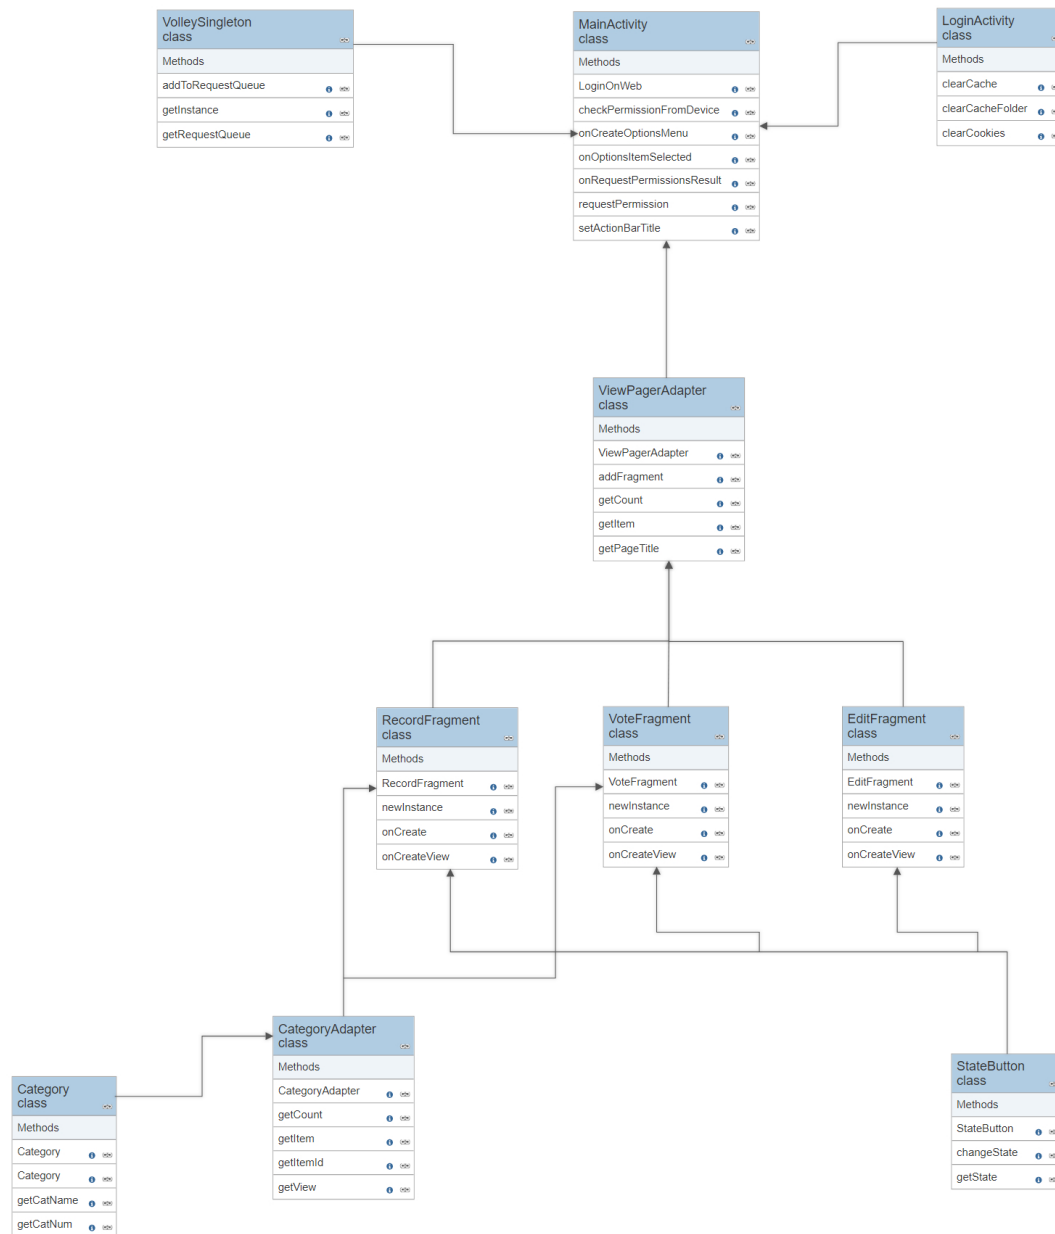 VolleySingleton
class
Methods
addToRequestQueue
getInstance
getRequestQueue
MainActivity
class
Methods
LoginOnWeb
checkPermissionFromDevice
onCreateOptionsMenu
onOptionsItemSelected
onRequestPermissionsResult
requestPermission
setActionBarTitle
LoginActivity
class
Methods
clearCache
clearCacheFolder
clearCookies
ViewPagerAdapter
class
Methods
ViewPagerAdapter
addFragment
getCount
getItem
getPageTitle
RecordFragment
class
Methods
RecordFragment
newInstance
onCreate
onCreateView
VoteFragment
class
Methods
VoteFragment
newInstance
onCreate
onCreateView
EditFragment
class
Methods
EditFragment
newInstance
onCreate
onCreateView
CategoryAdapter
class
Methods
CategoryAdapter
getCount
getItem
getItemId
getView
Category
class
Methods
Category
Category
getCatName
getCatNum
StateButton
class
Methods
StateButton
changeState
getState